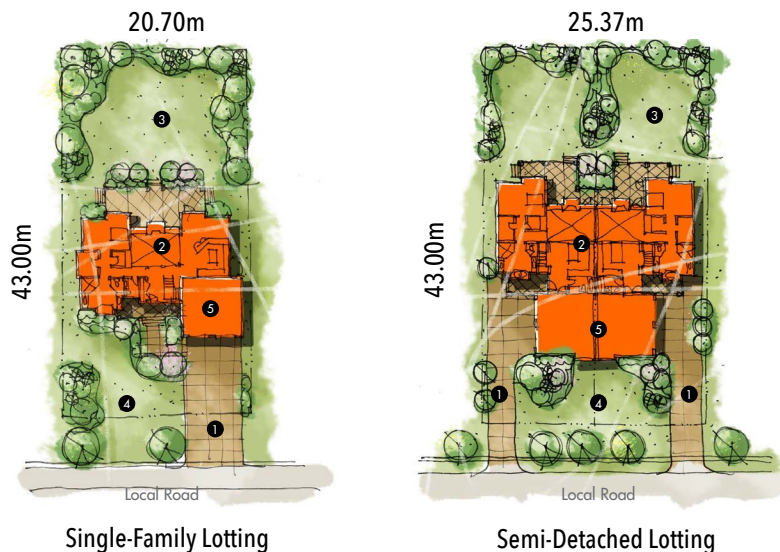 20.70m
25.37m
3
3
43.00m
43.00m
2
2
5
5
4
4
1
1
1
Local Road
Local Road
Single-Family Lotting
Semi-Detached Lotting